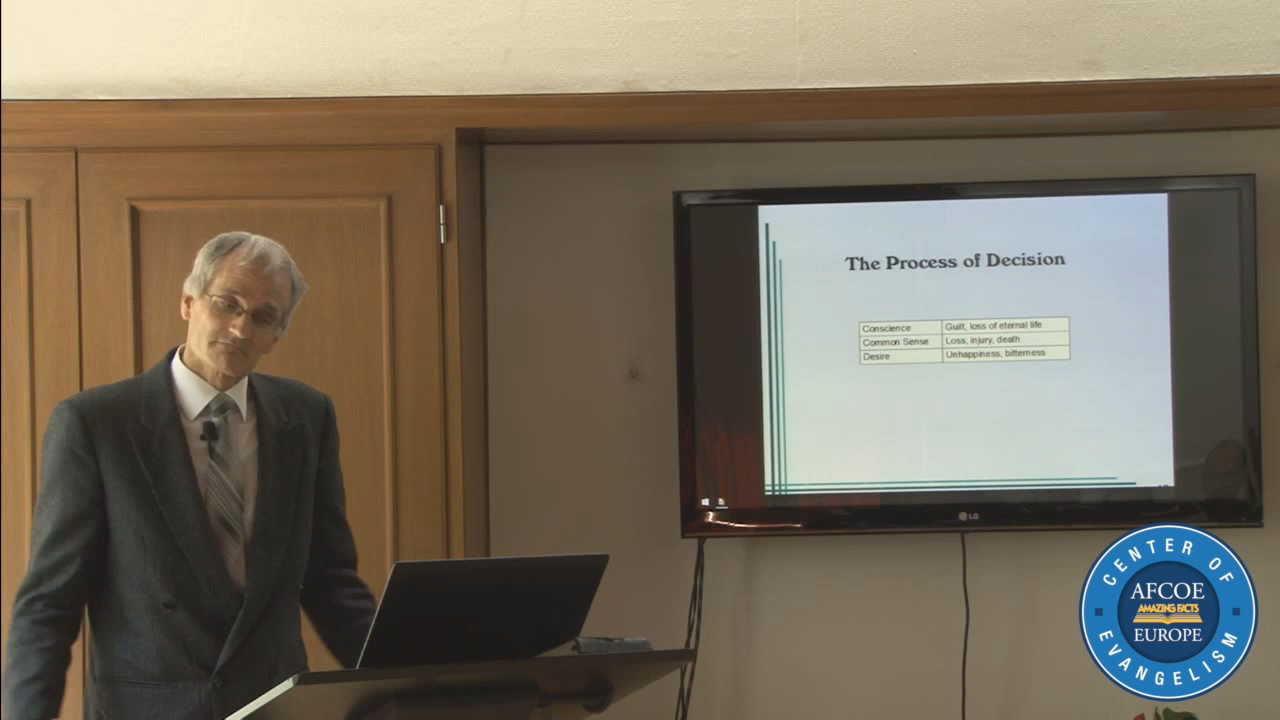 The Process of Decision
Conscience Guilt, loss of eternal life
Common Sense Loss, injury, death
Desire Unhappiness, bitterness
LG
CENTER OF
AFCOE
AMAZING FACTS
EUROPE
EVANGELISM